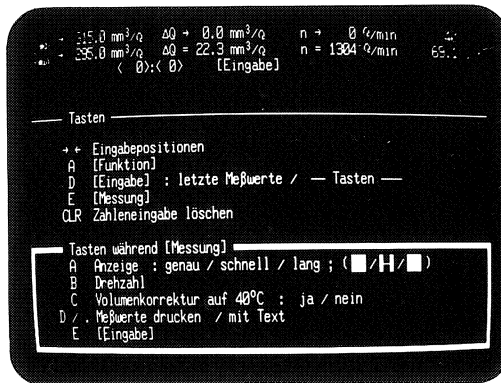 → 315.0 mm³/Q ΔQ → 0.0 mm³/Q n → 0 Q/min
→ 295.0 mm³/Q ΔQ = 22.3 mm³/Q n = 1304 Q/min 69.1
< 0>:< 0> [Eingabe]
Tasten
→ ← Eingabepositionen
A [Funktion]
D [Eingabe] : letzte Meßwerte / — Tasten —
E [Messung]
CLR Zahleneingabe löschen
Tasten während [Messung]
A Anzeige : genau / schnell / lang ; ( / / )
B Drehzahl
C Volumenkorrektur auf 40°C : ja / nein
D / . Meßwerte drucken / mit Text
E [Eingabe]